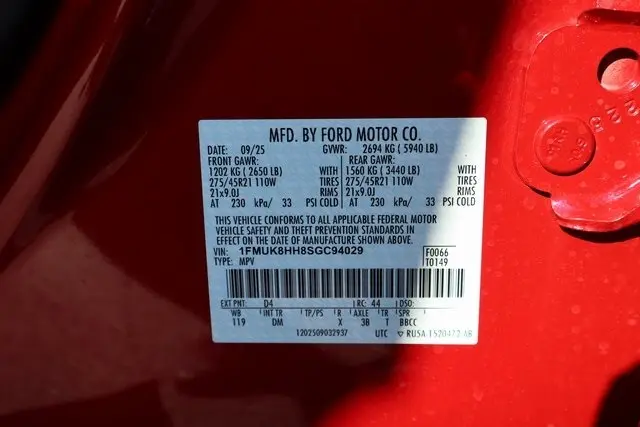 MFD. BY FORD MOTOR CO.
DATE: 09/25 GVWR: 2694 KG ( 5940 LB)
FRONT GAWR: REAR GAWR:
1202 KG ( 2650 LB) WITH 1560 KG ( 3440 LB) WITH
275/45R21 110W TIRES 275/45R21 110W TIRES
21x9.0J RIMS 21x9.0J RIMS
AT 230 kPa/ 33 PSI COLD AT 230 kPa/ 33 PSI COLD
THIS VEHICLE CONFORMS TO ALL APPLICABLE FEDERAL MOTOR
VEHICLE SAFETY AND THEFT PREVENTION STANDARDS IN
EFFECT ON THE DATE OF MANUFACTURE SHOWN ABOVE.
VIN: 1FMUK8HH8SGC94029 F0066
TYPE: MPV T0149
EXT PNT: D4 RC: 44 DSO:
WB INT TR TP/PS R AXLE TR SPR
119 DM X 3B T BBCC
1202509032937 UTC
225